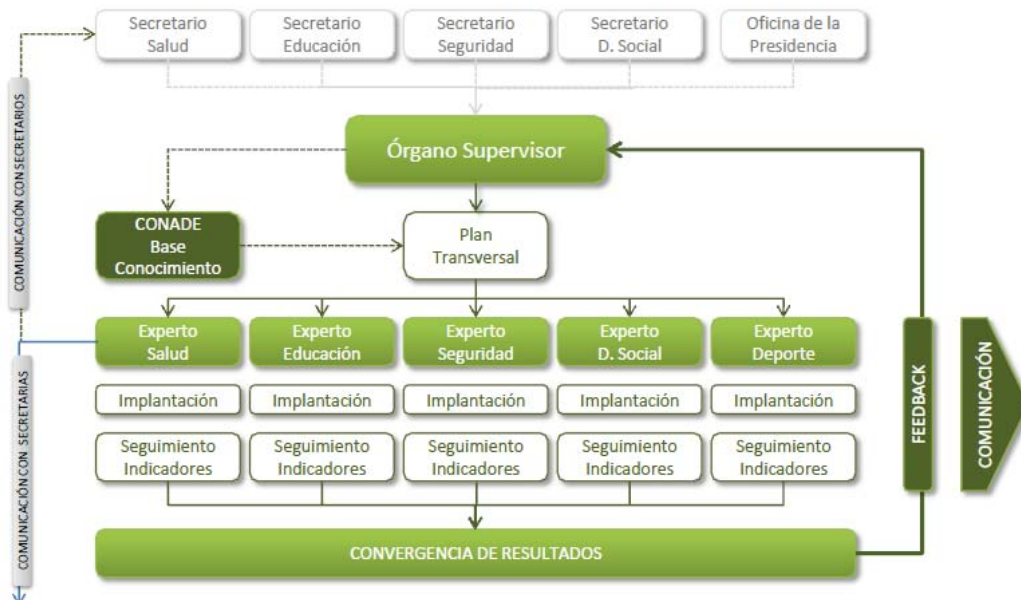 Secretario
Salud
Secretario
Educación
Secretario
Seguridad
Secretario
D. Social
Oficina de la
Presidencia
COMUNICACIÓN CON SECRETARIOS
Órgano Supervisor
CONADE
Base
Conocimiento
Plan
Transversal
Experto
Salud
Experto
Educación
Experto
Seguridad
Experto
D. Social
Experto
Deporte
Implantación
Implantación
Implantación
Implantación
Implantación
Seguimiento
Indicadores
Seguimiento
Indicadores
Seguimiento
Indicadores
Seguimiento
Indicadores
Seguimiento
Indicadores
COMUNICACIÓN CON SECRETARIAS
CONVERGENCIA DE RESULTADOS
FEEDBACK
COMUNICACIÓN